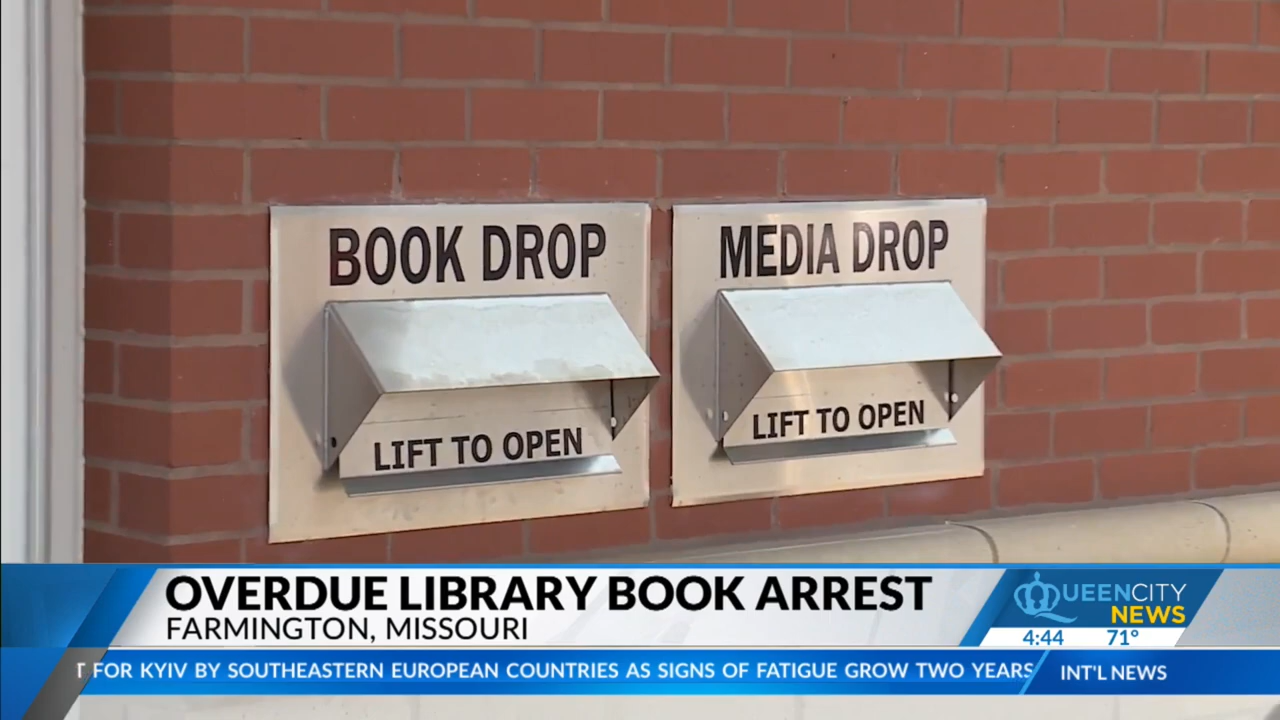 BOOK DROP
LIFT TO OPEN
MEDIA DROP
LIFT TO OPEN
OVERDUE LIBRARY BOOK ARREST
FARMINGTON, MISSOURI
QUEENCITY
NEWS
4:44 71°
FOR KYIV BY SOUTHEASTERN EUROPEAN COUNTRIES AS SIGNS OF FATIGUE GROW TWO YEARS
INT'L NEWS